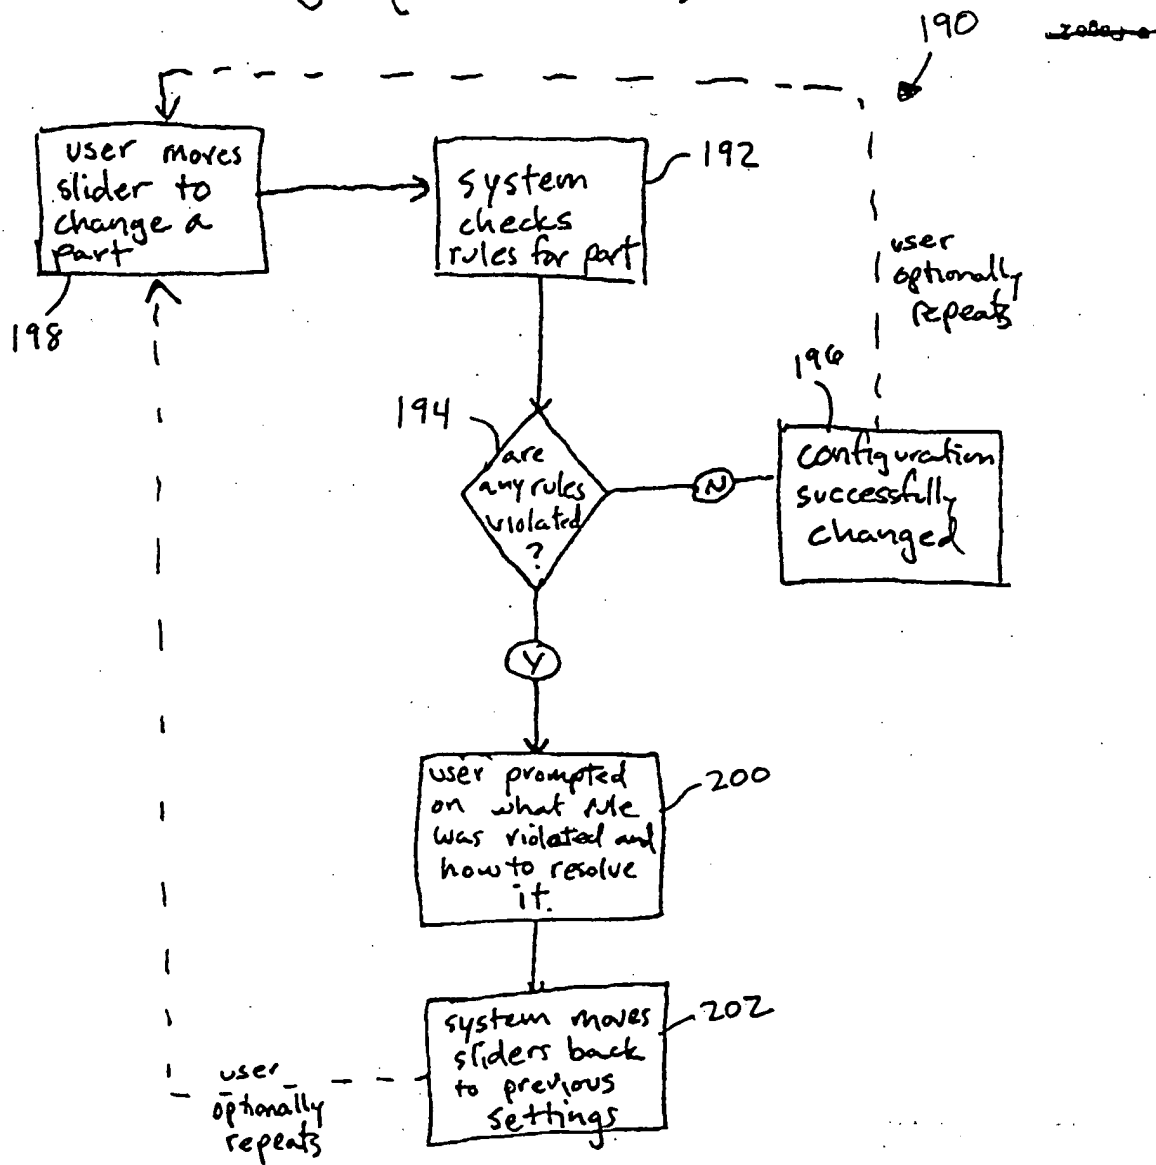 190
user moves
slider to
change a
part
198
system
checks
rules for part
192
user
optionally
repeats
194
are
any rules
violated
?
N
196
configuration
successfully
changed
Y
user prompted
on what rule
was violated and
how to resolve
it.
200
system moves
sliders back
to previous
settings
202
user
optionally
repeats